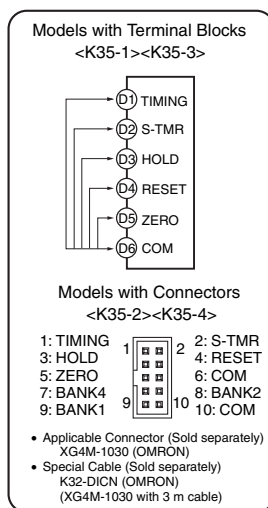 Models with Terminal Blocks
<K35-1><K35-3>
D1 TIMING
D2 S-TMR
D3 HOLD
D4 RESET
D5 ZERO
D6 COM
Models with Connectors
<K35-2><K35-4>
1: TIMING 1 2 2: S-TMR
3: HOLD 4: RESET
5: ZERO 6: COM
7: BANK4 8: BANK2
9: BANK1 9 10 10: COM
• Applicable Connector (Sold separately)
XG4M-1030 (OMRON)
• Special Cable (Sold separately)
K32-DICN (OMRON)
(XG4M-1030 with 3 m cable)